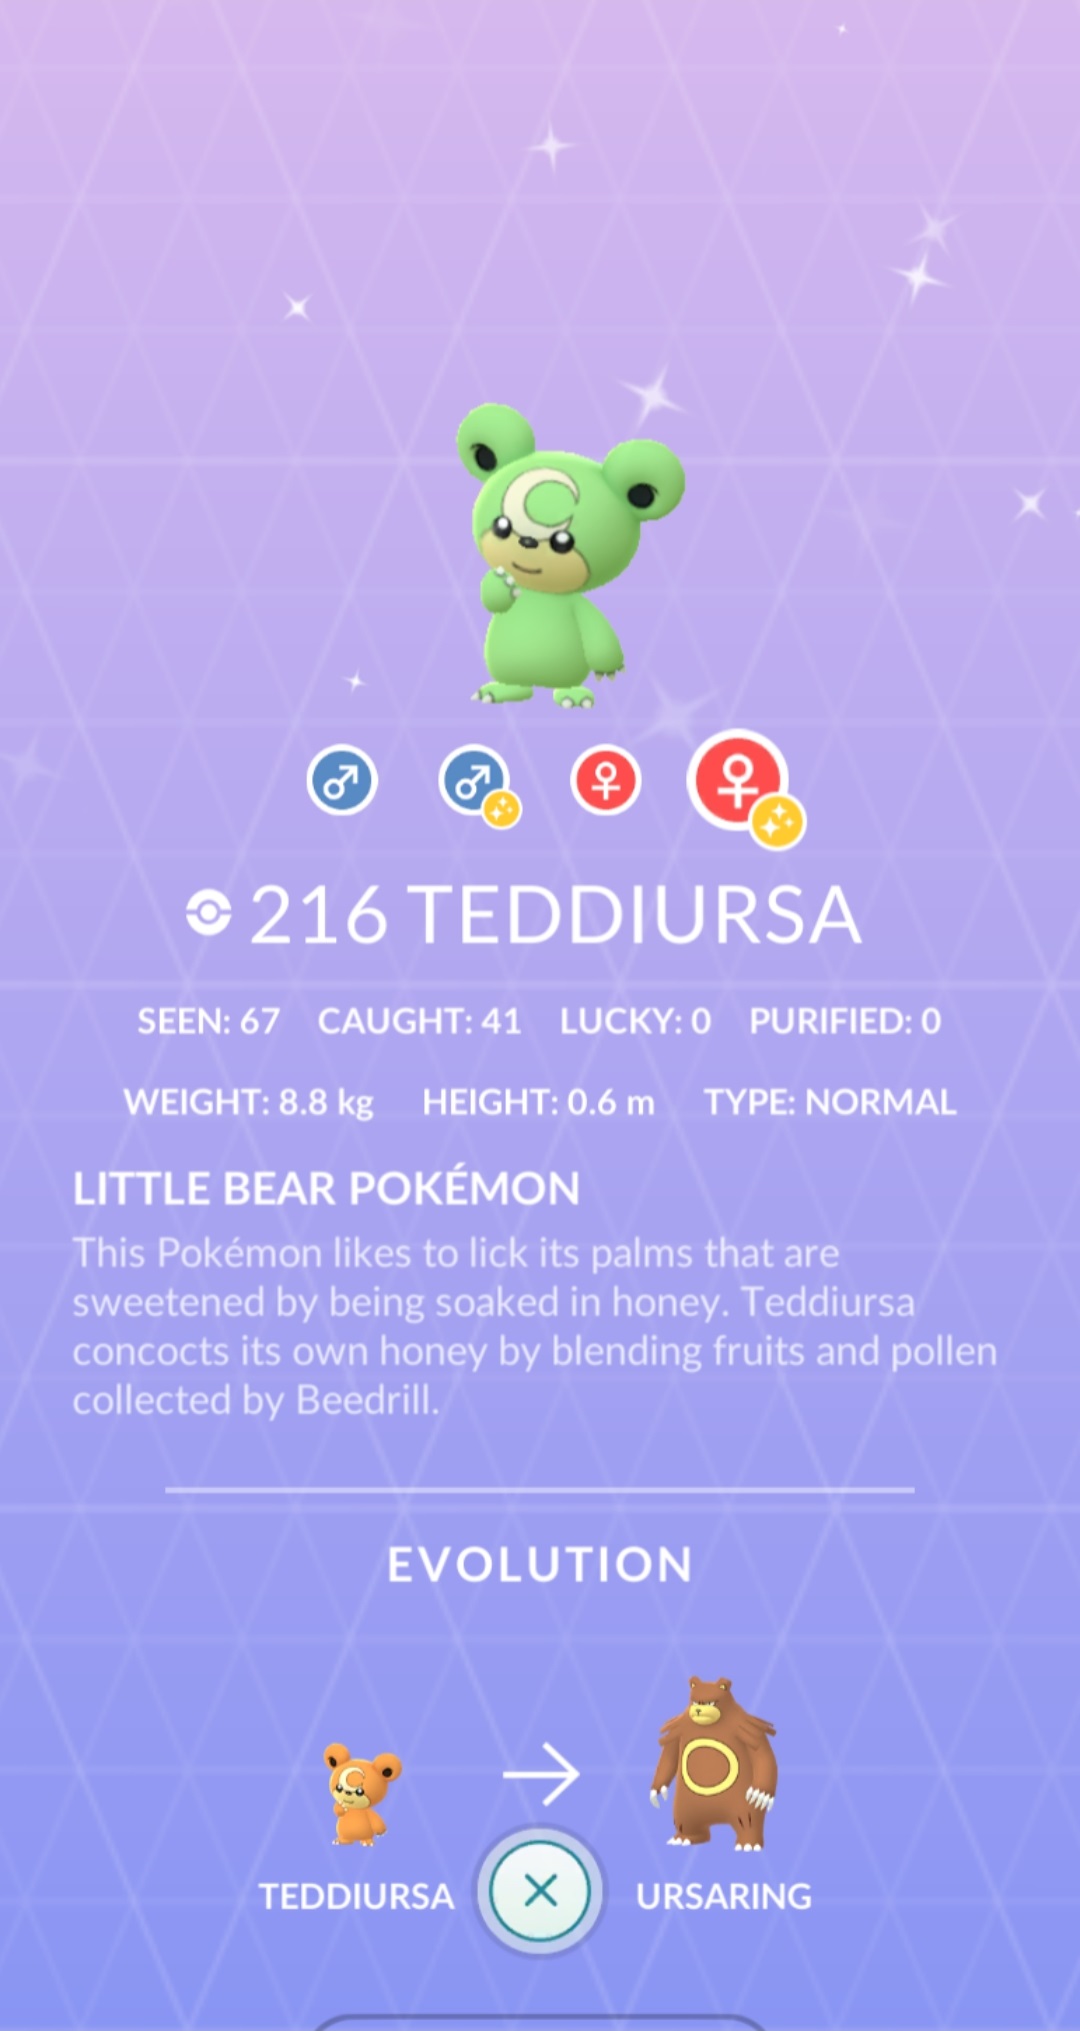 216 TEDDIURSA
SEEN: 67 CAUGHT: 41 LUCKY: 0 PURIFIED: 0
WEIGHT: 8.8 kg HEIGHT: 0.6 m TYPE: NORMAL
LITTLE BEAR POKÉMON
This Pokémon likes to lick its palms that are
sweetened by being soaked in honey. Teddiursa
concocts its own honey by blending fruits and pollen
collected by Beedrill.
EVOLUTION
TEDDIURSA URSARING